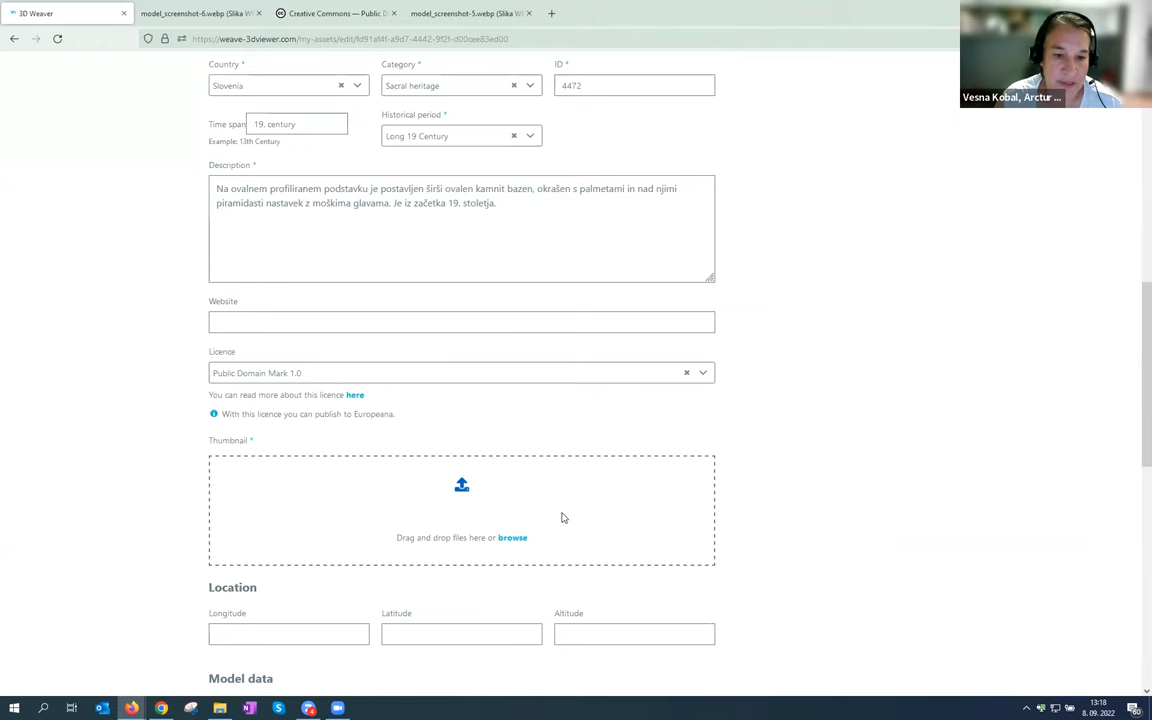 3D Weaver
model_screenshot-6.webp (Slika WE
Creative Commons — Public D
model_screenshot-5.webp (Slika WE
https://weave-3dviewer.com/my-assets/edit/fd91af4f-a9d7-4442-9f2f-d00cee83ed00
Vesna Kobal, Arctur ...
Country *
Category *
ID *
Slovenia
Sacral heritage
4472
Time span
19. century
Example: 13th Century
Historical period *
Long 19 Century
Description *
Na ovalnem profiliranem podstavku je postavljen širši ovalen kamnit bazen, okrašen s palmetami in nad njimi
piramidasti nastavek z moškima glavama. Je iz začetka 19. stoletja.
Website
Licence
Public Domain Mark 1.0
You can read more about this licence here
With this licence you can publish to Europeana.
Thumbnail *
Drag and drop files here or browse
Location
Longitude
Latitude
Altitude
Model data
13:18
8. 09. 2022